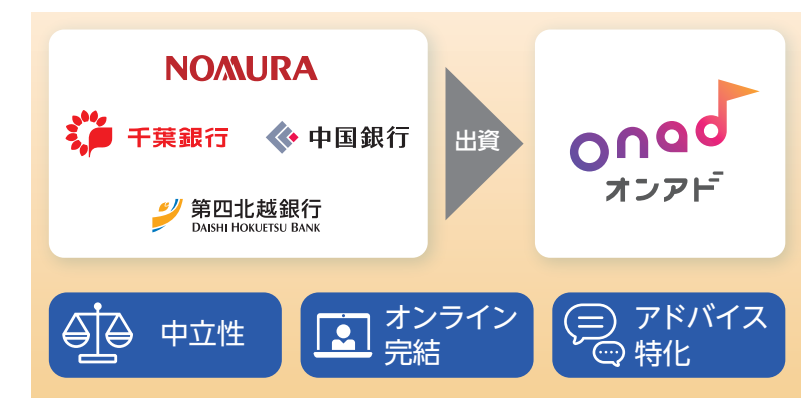 NOMURA
千葉銀行
中国銀行
第四北越銀行
DAISHI HOKUETSU BANK
出資
onad
オンアド
中立性
オンライン
完結
アドバイス
特化